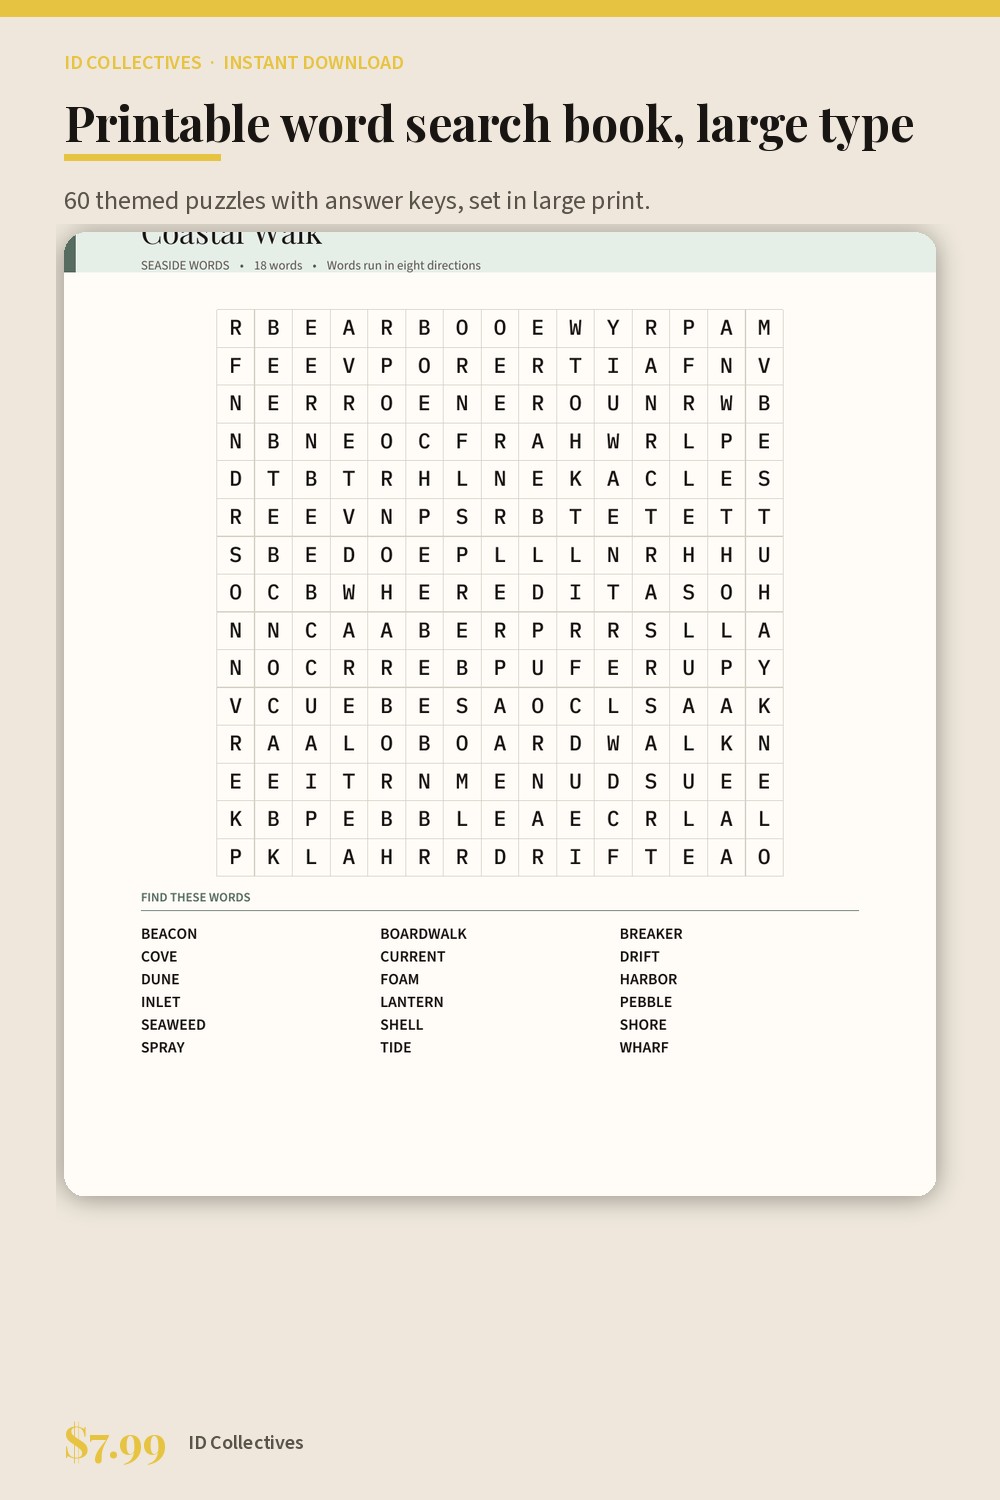 ID COLLECTIVES · INSTANT DOWNLOAD
Printable word search book, large type
60 themed puzzles with answer keys, set in large print.
Coastal Walk
SEASIDE WORDS • 18 words • Words run in eight directions
R B E A R B O O E W Y R P A M
F E E V P O R E R T I A F N V
N E R R O E N E R O U N R W B
N B N E O C F R A H W R L P E
D T B T R H L N E K A C L E S
R E E V N P S R B T E T E T T
S B E D O E P L L L N R H H U
O C B W H E R E D I T A S O H
N N C A A B E R P R R S L L A
N O C R R E B P U F E R U P Y
V C U E B E S A O C L S A A K
R A A L O B O A R D W A L K N
E E I T R N M E N U D S U E E
K B P E B B L E A E C R L A L
P K L A H R R D R I F T E A O
FIND THESE WORDS
BEACON BOARDWALK BREAKER
COVE CURRENT DRIFT
DUNE FOAM HARBOR
INLET LANTERN PEBBLE
SEAWEED SHELL SHORE
SPRAY TIDE WHARF
$7.99 ID Collectives